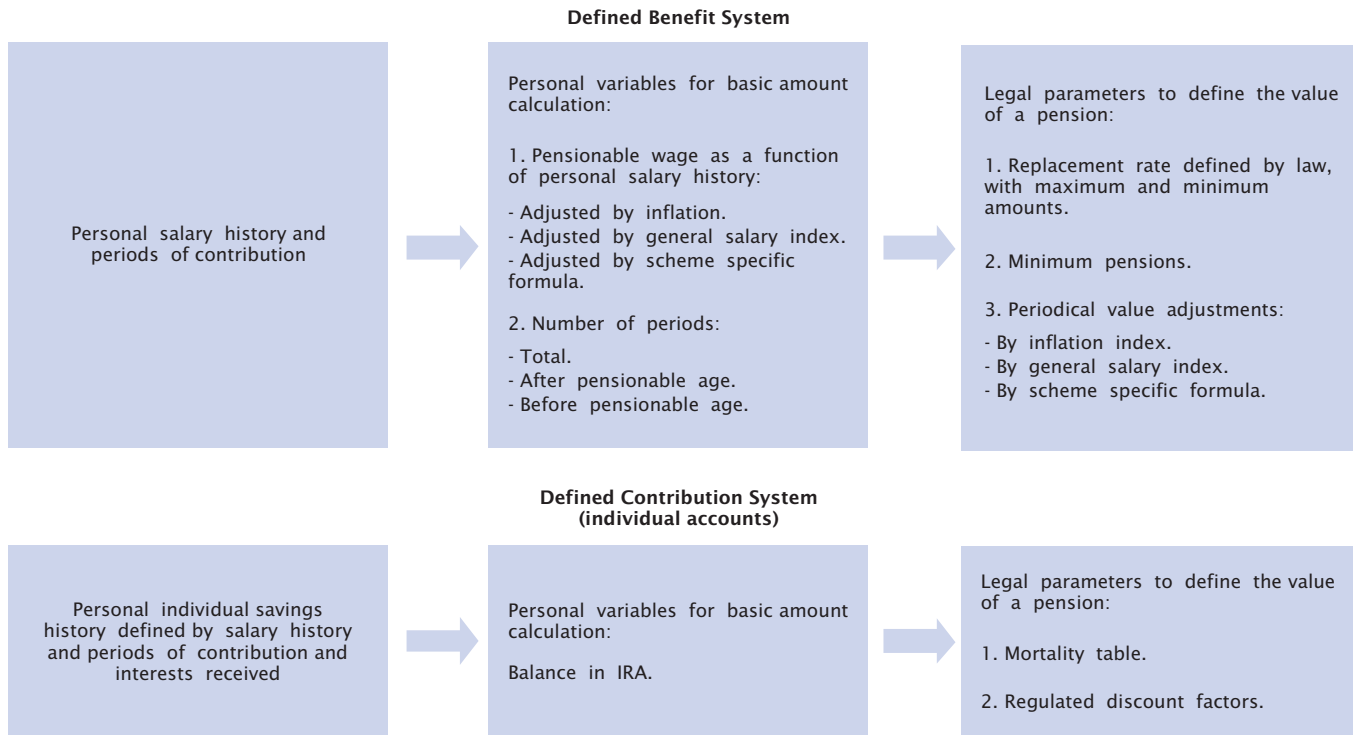 Defined Benefit System
Personal salary history and
periods of contribution
Personal variables for basic amount
calculation:
1. Pensionable wage as a function
of personal salary history:
- Adjusted by inflation.
- Adjusted by general salary index.
- Adjusted by scheme specific
formula.
2. Number of periods:
- Total.
- After pensionable age.
- Before pensionable age.
Legal parameters to define the value
of a pension:
1. Replacement rate defined by law,
with maximum and minimum
amounts.
2. Minimum pensions.
3. Periodical value adjustments:
- By inflation index.
- By general salary index.
- By scheme specific formula.
Defined Contribution System
(individual accounts)
Personal individual savings
history defined by salary history
and periods of contribution and
interests received
Personal variables for basic amount
calculation:
Balance in IRA.
Legal parameters to define the value
of a pension:
1. Mortality table.
2. Regulated discount factors.